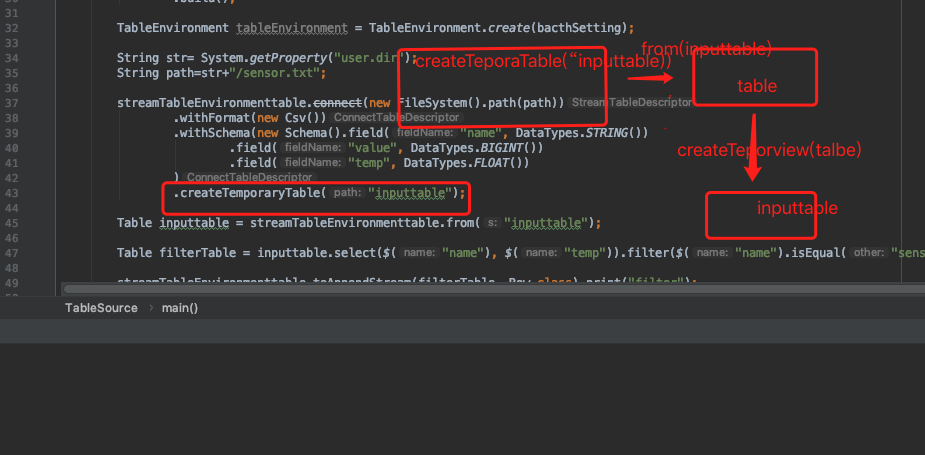 31
32 TableEnvironment tableEnvironment = TableEnvironment.create(bacthSetting);
33
34 String str= System.getProperty("user.dir");
35 String path=str+"/sensor.txt";
36
37 streamTableEnvironmenttable.connect(new FileSystem().path(path)) StreamTableDescriptor
38 .withFormat(new Csv()) ConnectTableDescriptor
39 .withSchema(new Schema().field( fieldName: "name", DataTypes.STRING())
40 .field( fieldName: "value", DataTypes.BIGINT())
41 .field( fieldName: "temp", DataTypes.FLOAT())
42 ) ConnectTableDescriptor
43 .createTemporaryTable( path: "inputtable");
44
45 Table inputtable = streamTableEnvironmenttable.from( s: "inputtable");
46
47 Table filterTable = inputtable.select($( name: "name"), $( name: "temp")).filter($( name: "name").isEqual( other: "sens
48
49 streamTableEnvironmenttable.toAppendStream(filterTable, Row.class).print("filter");
createTeporaTable(“inputtable))
from(inputtable)
table
createTeporview(talbe)
inputtable
TableSource › main()